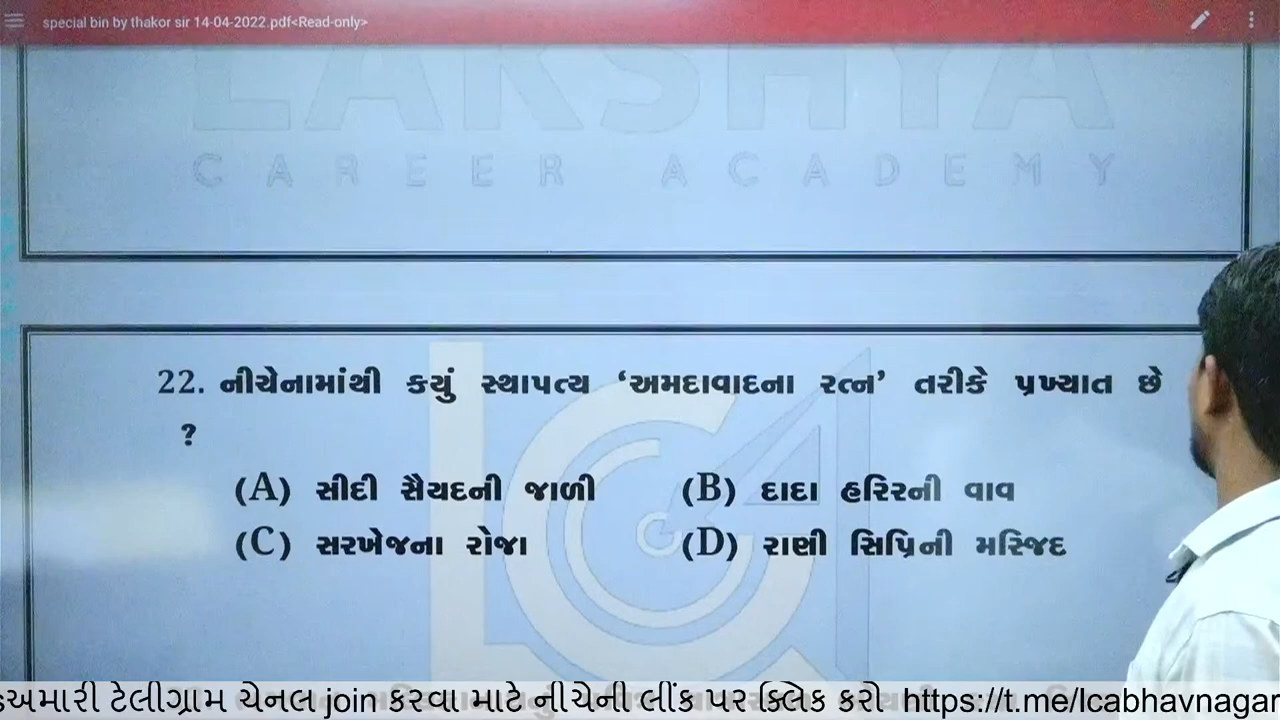 special bin by thakor sir 14-04-2022.pdf<Read-only>
LAKSHYA
CAREER ACADEMY
22. નીચેનામાંથી કયું સ્થાપત્ય ‘અમદાવાદના રત્ન’ તરીકે પ્રખ્યાત છે
?
(A) સીદી સૈયદની જાળી (B) દાદા હરિરની વાવ
(C) સરખેજના રોજા (D) રાણી સિપ્રિની મસ્જિદ
અમારી ટેલીગ્રામ ચેનલ join કરવા માટે નીચેની લીંક પર ક્લિક કરો https://t.me/lcabhavnagar